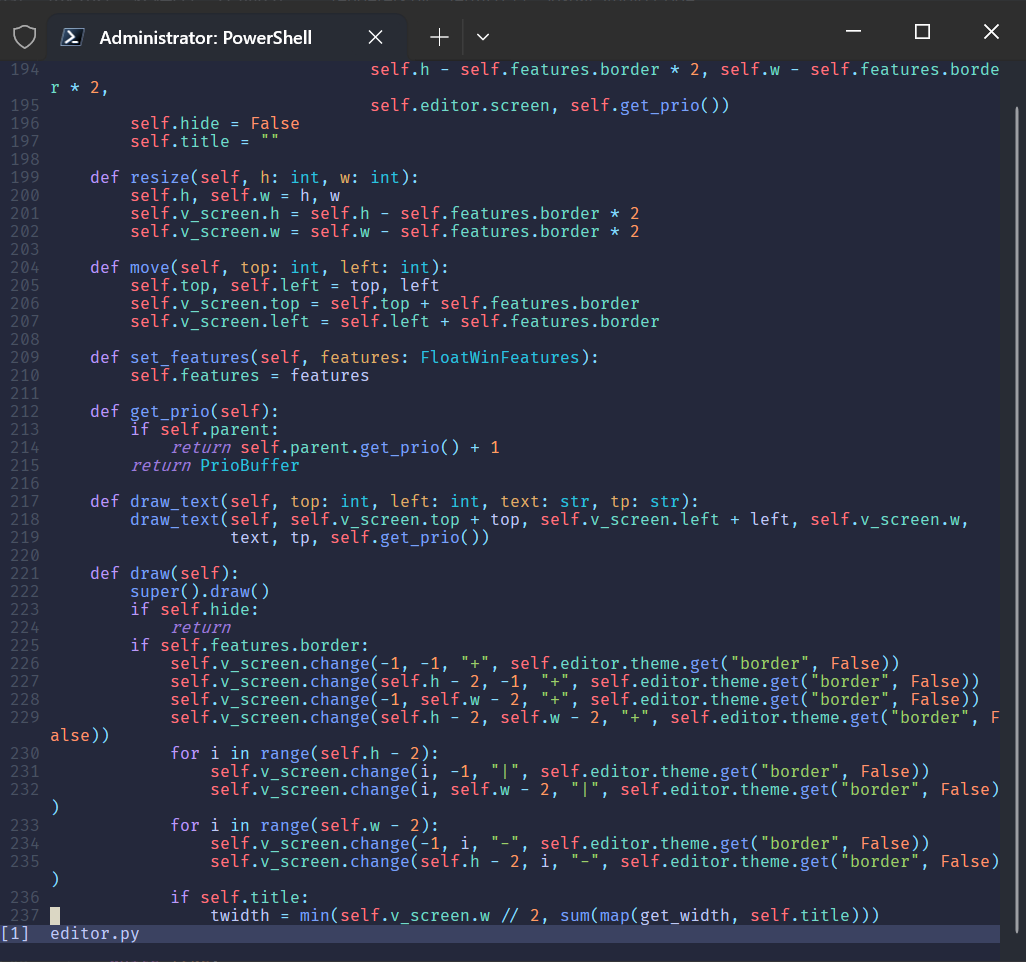 Administrator: PowerShell
194                                 self.h - self.features.border * 2, self.w - self.features.borde
r * 2,
195                                 self.editor.screen, self.get_prio())
196         self.hide = False
197         self.title = ""
198
199     def resize(self, h: int, w: int):
200         self.h, self.w = h, w
201         self.v_screen.h = self.h - self.features.border * 2
202         self.v_screen.w = self.w - self.features.border * 2
203
204     def move(self, top: int, left: int):
205         self.top, self.left = top, left
206         self.v_screen.top = self.top + self.features.border
207         self.v_screen.left = self.left + self.features.border
208
209     def set_features(self, features: FloatWinFeatures):
210         self.features = features
211
212     def get_prio(self):
213         if self.parent:
214             return self.parent.get_prio() + 1
215         return PrioBuffer
216
217     def draw_text(self, top: int, left: int, text: str, tp: str):
218         draw_text(self, self.v_screen.top + top, self.v_screen.left + left, self.v_screen.w,
219                   text, tp, self.get_prio())
220
221     def draw(self):
222         super().draw()
223         if self.hide:
224             return
225         if self.features.border:
226             self.v_screen.change(-1, -1, "+", self.editor.theme.get("border", False))
227             self.v_screen.change(self.h - 2, -1, "+", self.editor.theme.get("border", False))
228             self.v_screen.change(-1, self.w - 2, "+", self.editor.theme.get("border", False))
229             self.v_screen.change(self.h - 2, self.w - 2, "+", self.editor.theme.get("border", F
alse))
230             for i in range(self.h - 2):
231                 self.v_screen.change(i, -1, "|", self.editor.theme.get("border", False))
232                 self.v_screen.change(i, self.w - 2, "|", self.editor.theme.get("border", False)
)
233             for i in range(self.w - 2):
234                 self.v_screen.change(-1, i, "-", self.editor.theme.get("border", False))
235                 self.v_screen.change(self.h - 2, i, "-", self.editor.theme.get("border", False)
)
236             if self.title:
237                 twidth = min(self.v_screen.w // 2, sum(map(get_width, self.title)))
[1]  editor.py